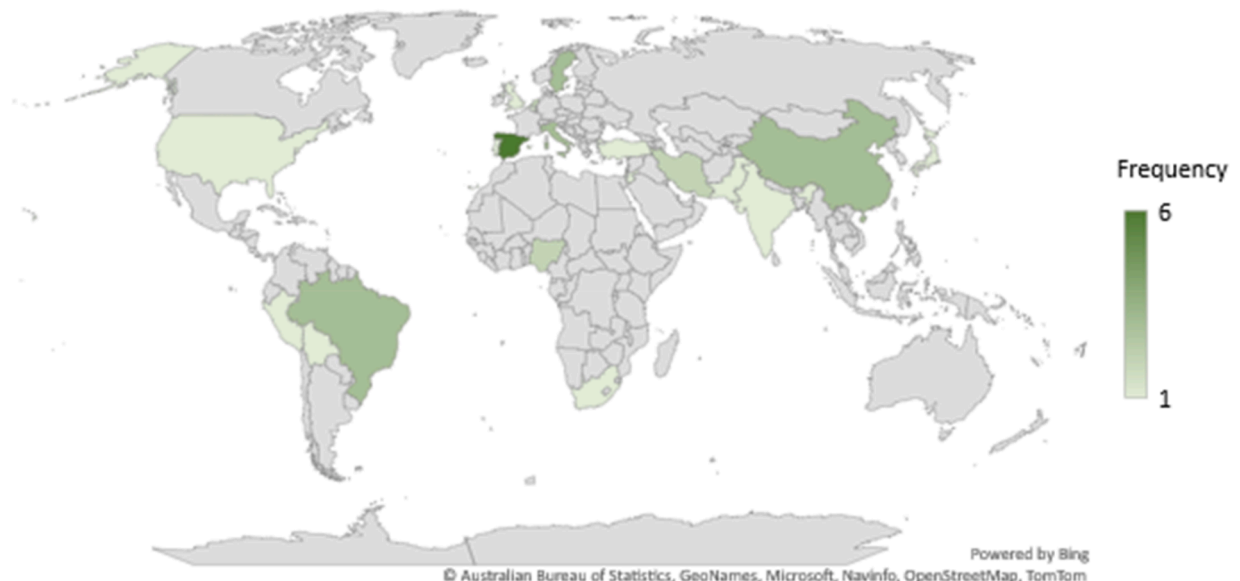 Frequency
6
1
Powered by Bing
© Australian Bureau of Statistics, GeoNames, Microsoft, Navinfo, OpenStreetMap, TomTom